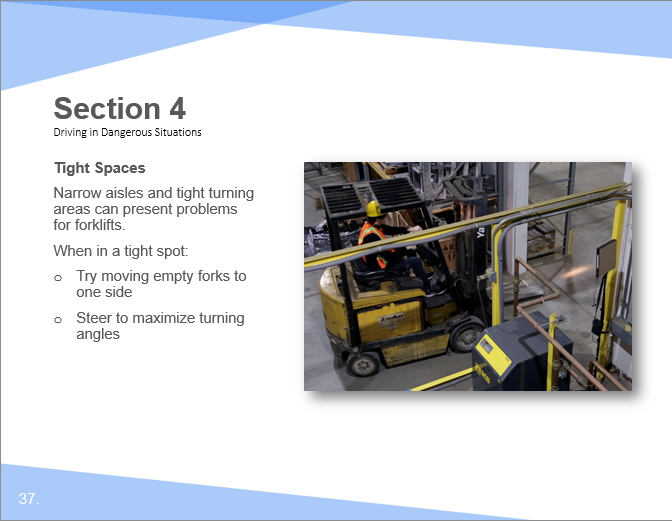 Section 4
Driving in Dangerous Situations
Tight Spaces
Narrow aisles and tight turning
areas can present problems
for forklifts.
When in a tight spot:
o Try moving empty forks to
one side
o Steer to maximize turning
angles
Ya
37.